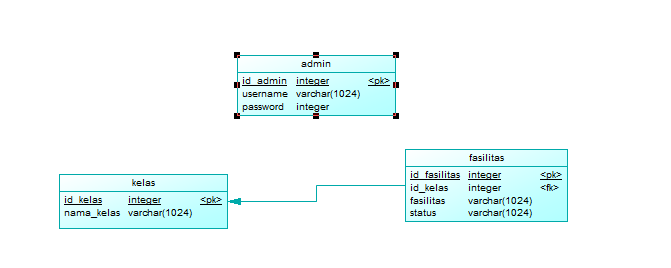 admin
id_admin integer <pk>
username varchar(1024)
password integer
kelas
id_kelas integer <pk>
nama_kelas varchar(1024)
fasilitas
id_fasilitas integer <pk>
id_kelas integer <fk>
fasilitas varchar(1024)
status varchar(1024)